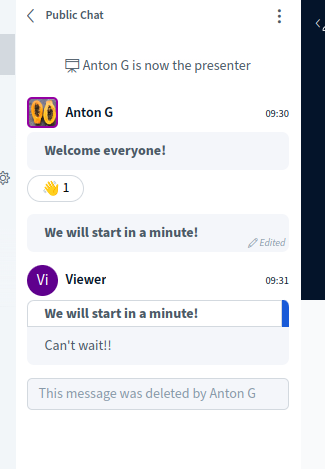 Public Chat
Anton G is now the presenter
Anton G 09:30
Welcome everyone!
👋 1
We will start in a minute!
Edited
Vi Viewer 09:31
We will start in a minute!
Can't wait!!
This message was deleted by Anton G